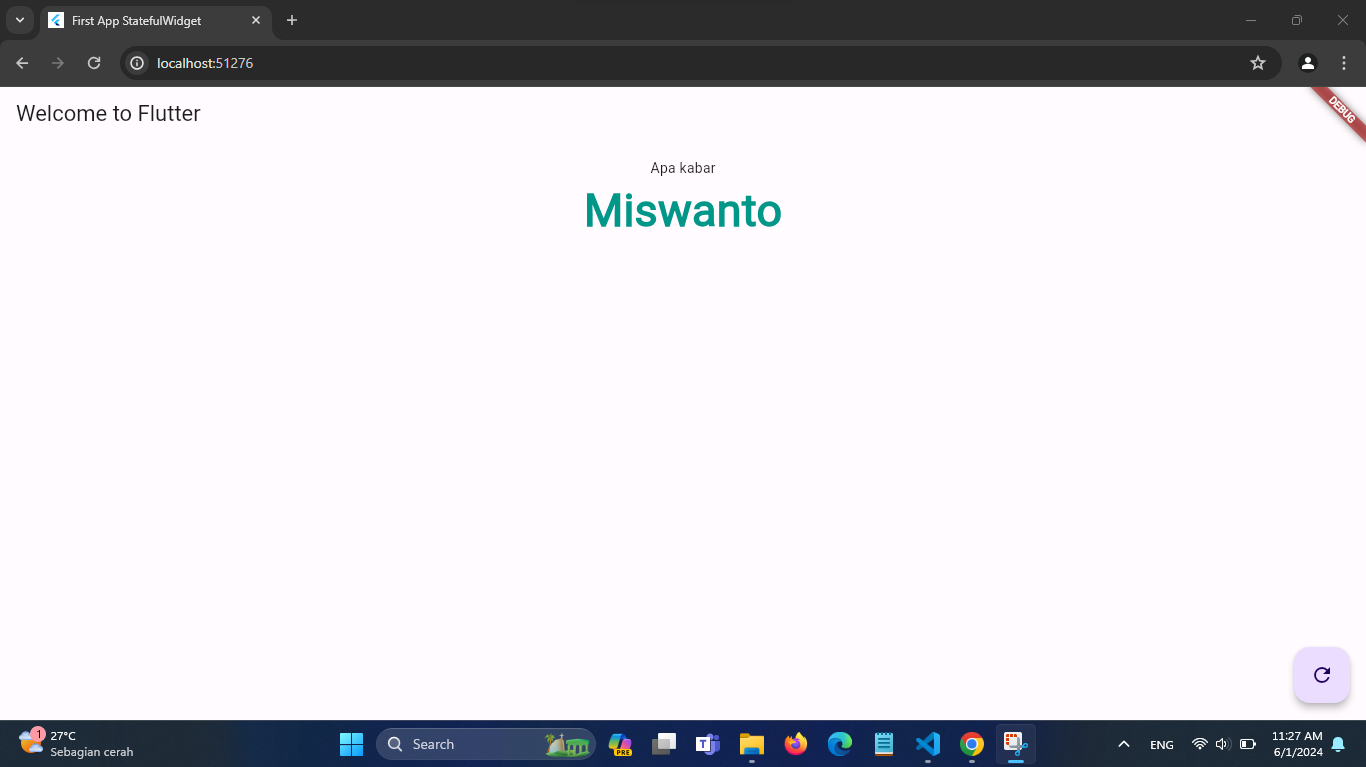 First App StatefulWidget
localhost:51276
Welcome to Flutter
DEBUG
Apa kabar
Miswanto
1
27°C
Sebagian cerah
Search
PRE
T
ENG
11:27 AM
6/1/2024